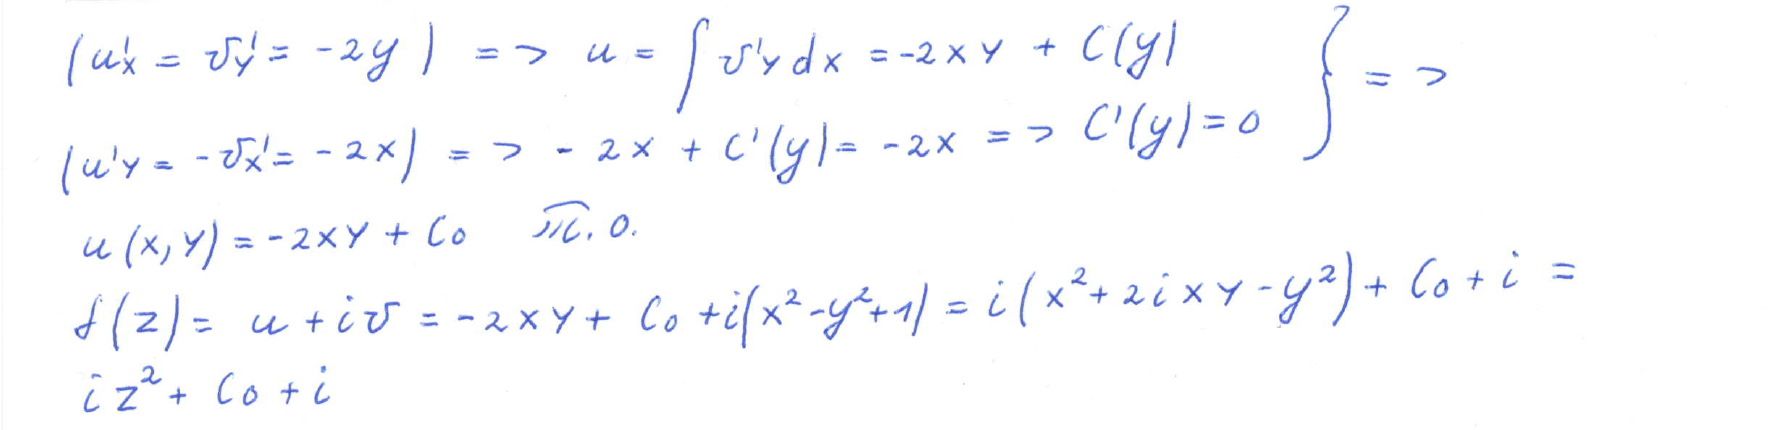 (u'x = v'y = -2y) => u = ∫ v'y dx = -2xy + C(y) } =>
(u'y = -v'x = -2x) => -2x + C'(y) = -2x => C'(y) = 0
u(x,y) = -2xy + C0 т.о.
f(z) = u + iv = -2xy + C0 + i(x²-y²+1) = i(x²+2ixy-y²) + C0 + i =
iz² + C0 + i